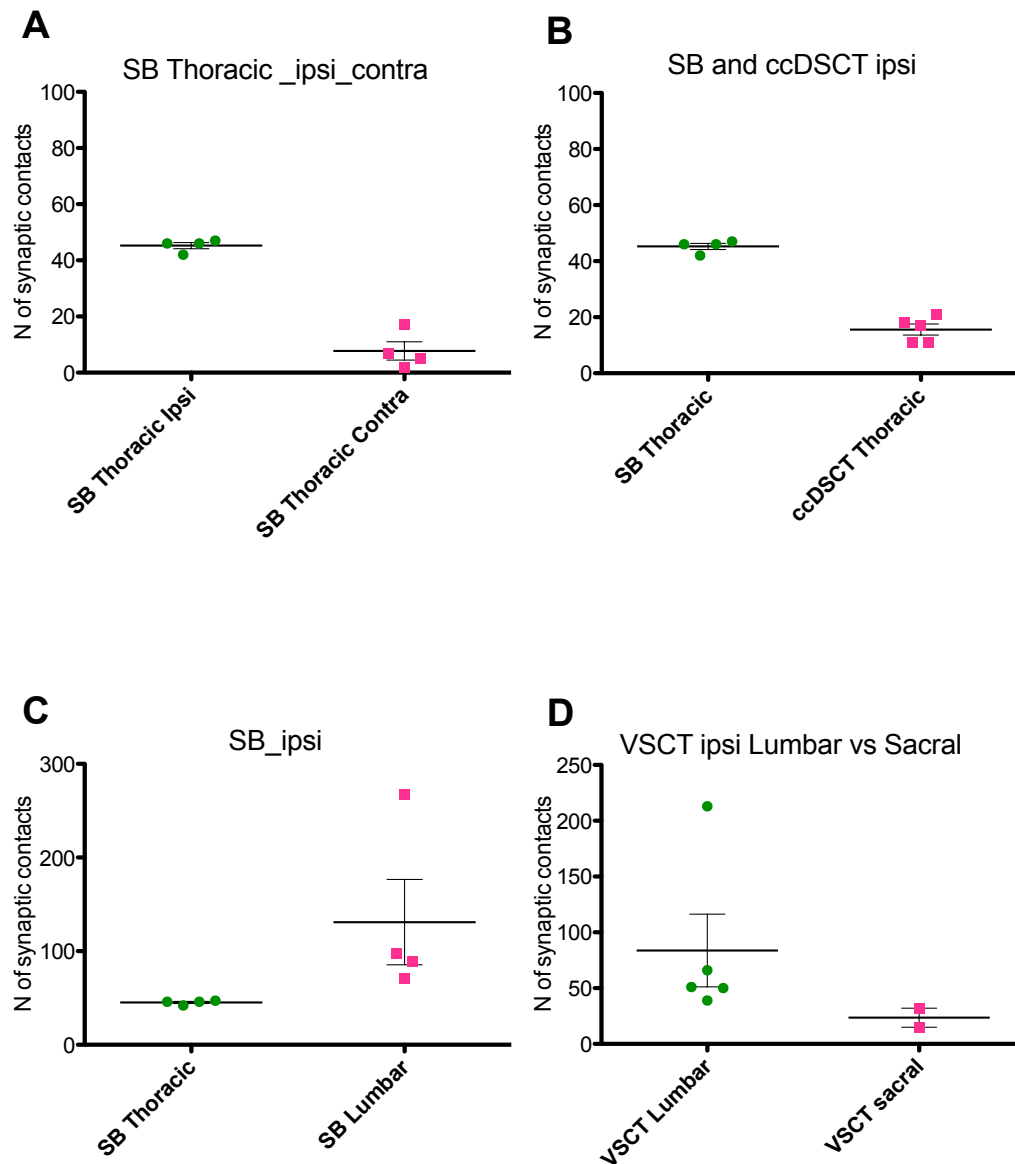 A
SB Thoracic _ipsi_contra
N of synaptic contacts
100
80
60
40
20
0
SB Thoracic Ipsi
SB Thoracic Contra
B
SB and ccDSCT ipsi
N of synaptic contacts
100
80
60
40
20
0
SB Thoracic
ccDSCT Thoracic
C
SB_ipsi
N of synaptic contacts
300
200
100
0
SB Thoracic
SB Lumbar
D
VSCT ipsi Lumbar vs Sacral
N of synaptic contacts
250
200
150
100
50
0
VSCT Lumbar
VSCT sacral